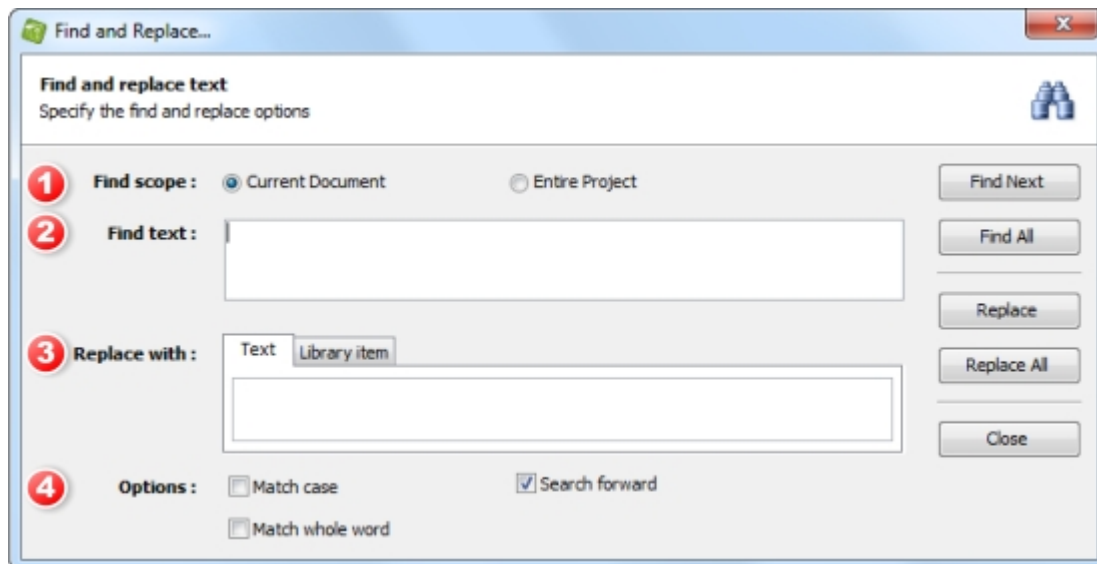 Find and Replace...
Find and replace text
Specify the find and replace options
1 Find scope : Current Document Entire Project Find Next
2 Find text : Find All
Replace
3 Replace with : Text Library item
Replace All
Close
4 Options : Match case Search forward
Match whole word